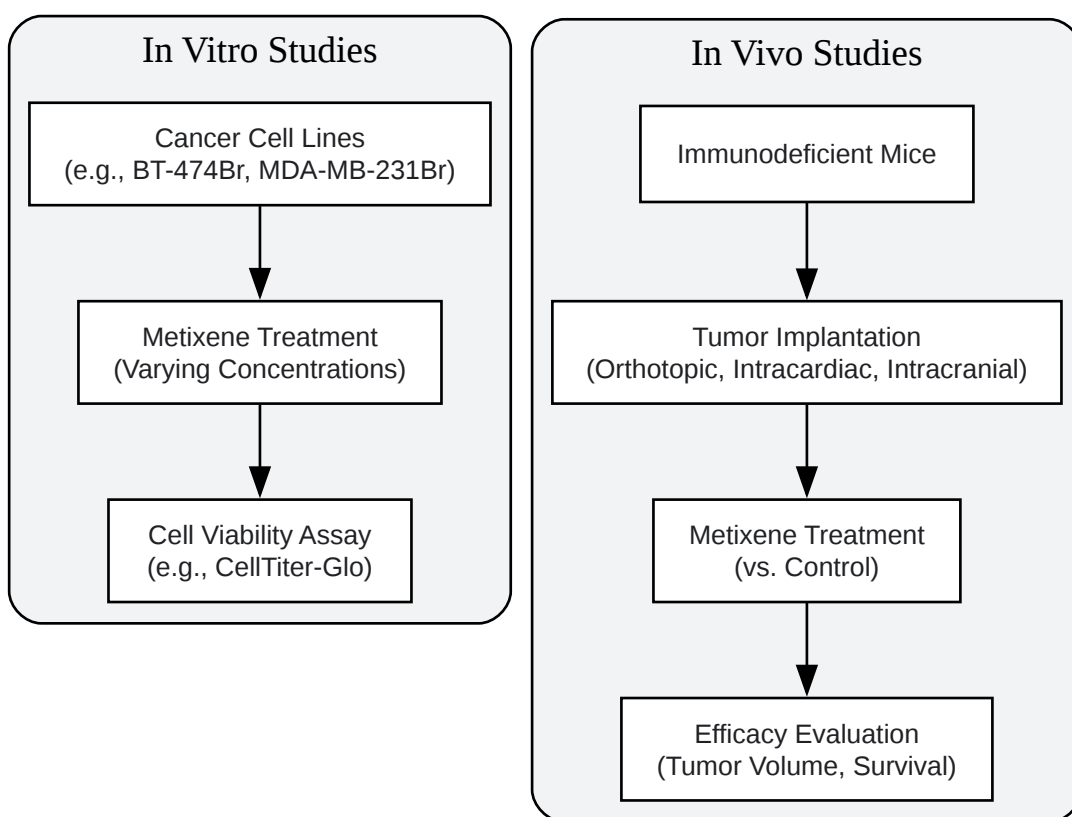 In Vitro Studies
Cancer Cell Lines
(e.g., BT-474Br, MDA-MB-231Br)
Metixene Treatment
(Varying Concentrations)
Cell Viability Assay
(e.g., CellTiter-Glo)
In Vivo Studies
Immunodeficient Mice
Tumor Implantation
(Orthotopic, Intracardiac, Intracranial)
Metixene Treatment
(vs. Control)
Efficacy Evaluation
(Tumor Volume, Survival)